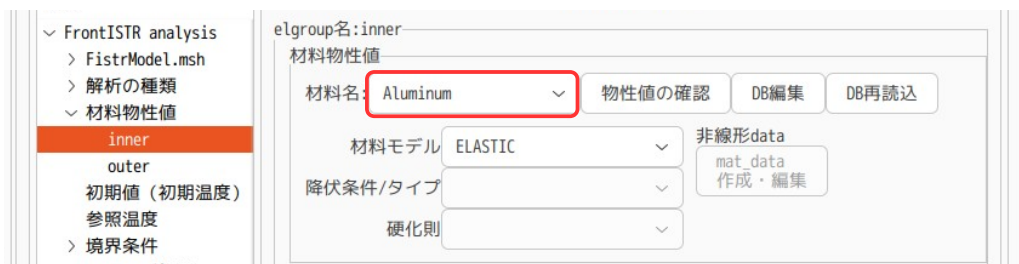 FrontISTR analysis
FistrModel.msh
解析の種類
材料物性値
inner
outer
初期値（初期温度）
参照温度
境界条件
elgroup名:inner
材料物性値
材料名: Aluminum 物性値の確認 DB編集 DB再読込
材料モデル ELASTIC
非線形data
mat_data
作成・編集
降伏条件/タイプ
硬化則